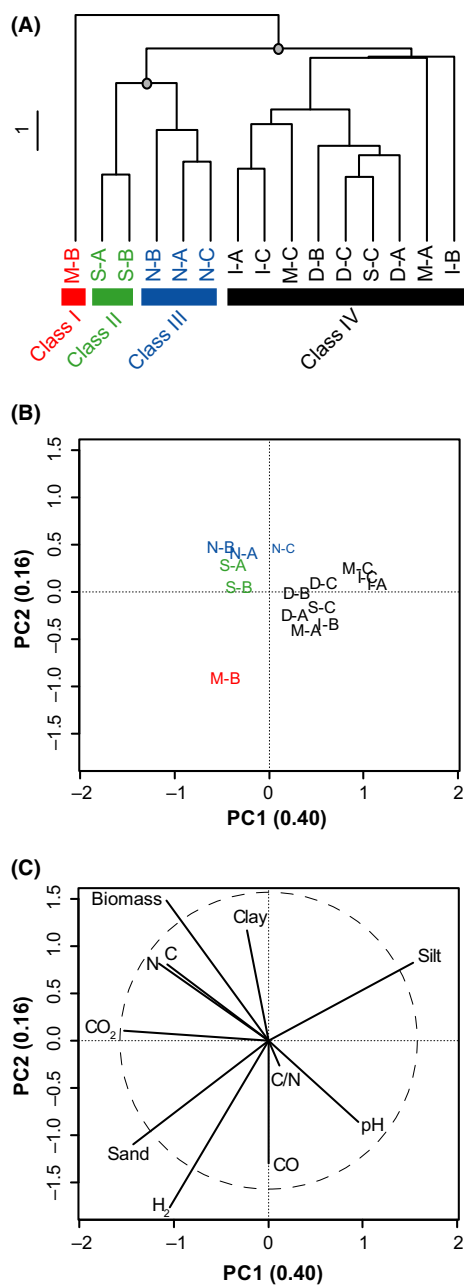 (A)
1
M-B S-A S-B N-B N-A N-C I-A I-C M-C D-B D-C S-C D-A M-A I-B
Class I Class II Class III Class IV
(B)
1.5
1.0
0.5
0.0
−0.5
−1.0
−1.5
PC2 (0.16)
N-B N-A N-C
S-A
S-B
M-C
I-C
I-A
D-C
D-B
S-C
D-A
I-B
M-A
M-B
−2 −1 0 1 2
PC1 (0.40)
(C)
1.5
1.0
0.5
0.0
−0.5
−1.0
−1.5
PC2 (0.16)
Biomass
Clay
C
N
Silt
CO₂
C/N
pH
Sand
CO
H₂
−2 −1 0 1 2
PC1 (0.40)